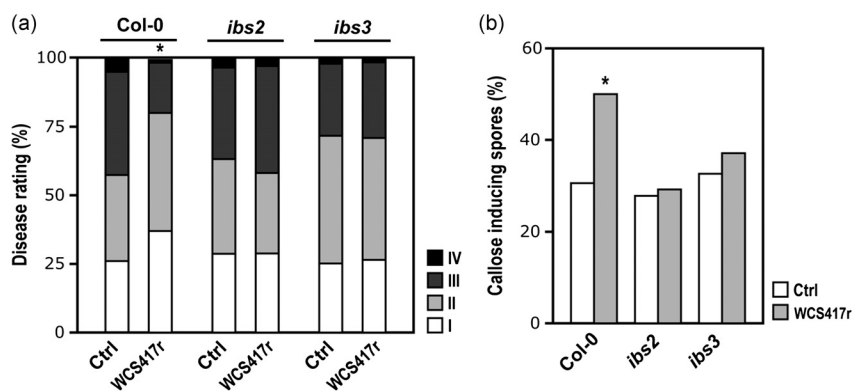 (a)
Col-0 ibs2 ibs3
*
100
75
50
25
0
Disease rating (%)
Ctrl WCS417r Ctrl WCS417r Ctrl WCS417r
IV
III
II
I
(b)
60
40
20
0
Callose inducing spores (%)
*
Col-0 ibs2 ibs3
Ctrl
WCS417r